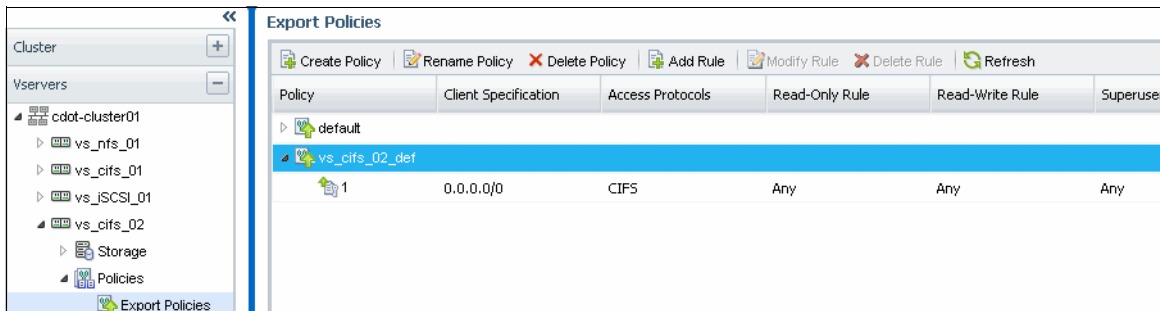 «
Cluster
Vservers
cdot-cluster01
vs_nfs_01
vs_cifs_01
vs_iSCSI_01
vs_cifs_02
Storage
Policies
Export Policies
Export Policies
Create Policy Rename Policy Delete Policy Add Rule Modify Rule Delete Rule Refresh
Policy Client Specification Access Protocols Read-Only Rule Read-Write Rule Superuse
default
vs_cifs_02_def
1 0.0.0.0/0 CIFS Any Any Any